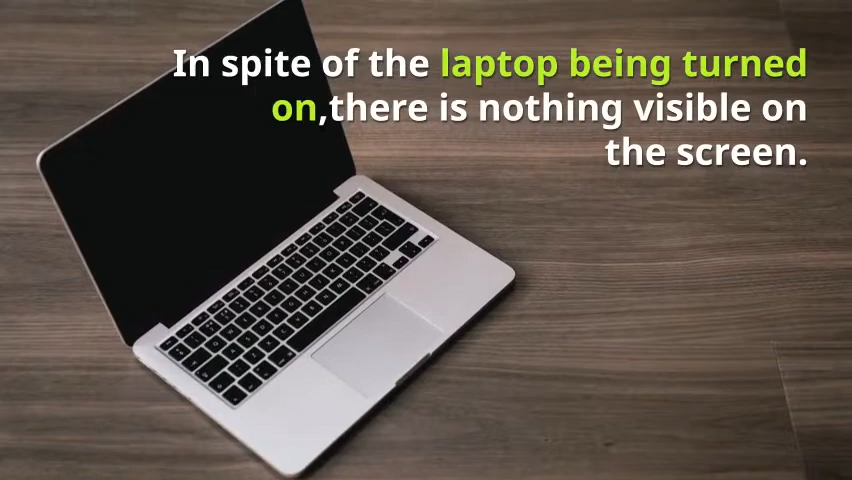 In spite of the laptop being turned
on,there is nothing visible on
the screen.